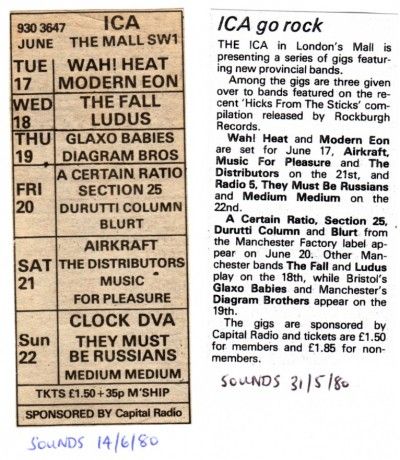 930 3647
JUNE
ICA
THE MALL SW1
TUE
17
WAH! HEAT
MODERN EON
WED
18
THE FALL
LUDUS
THU
19
GLAXO BABIES
DIAGRAM BROS
FRI
20
A CERTAIN RATIO
SECTION 25
DURUTTI COLUMN
BLURT
SAT
21
AIRKRAFT
THE DISTRIBUTORS
MUSIC
FOR PLEASURE
Sun
22
CLOCK DVA
THEY MUST
BE RUSSIANS
MEDIUM MEDIUM
TKTS £1.50+35p M'SHIP
SPONSORED BY Capital Radio
SOUNDS 14/6/80
ICA go rock
THE ICA in London's Mall is
presenting a series of gigs featur-
ing new provincial bands.
Among the gigs are three given
over to bands featured on the re-
cent 'Hicks From The Sticks' com-
pilation released by Rockburgh
Records.
Wah! Heat and Modern Eon
are set for June 17, Airkraft,
Music For Pleasure and The
Distributors on the 21st, and
Radio 5, They Must Be Russians
and Medium Medium on the
22nd.
A Certain Ratio, Section 25,
Durutti Column and Blurt from
the Manchester Factory label ap-
pear on June 20. Other Man-
chester bands The Fall and Ludus
play on the 18th, while Bristol's
Glaxo Babies and Manchester's
Diagram Brothers appear on the
19th.
The gigs are sponsored by
Capital Radio and tickets are £1.50
for members and £1.85 for non-
members.
SOUNDS 31/5/80